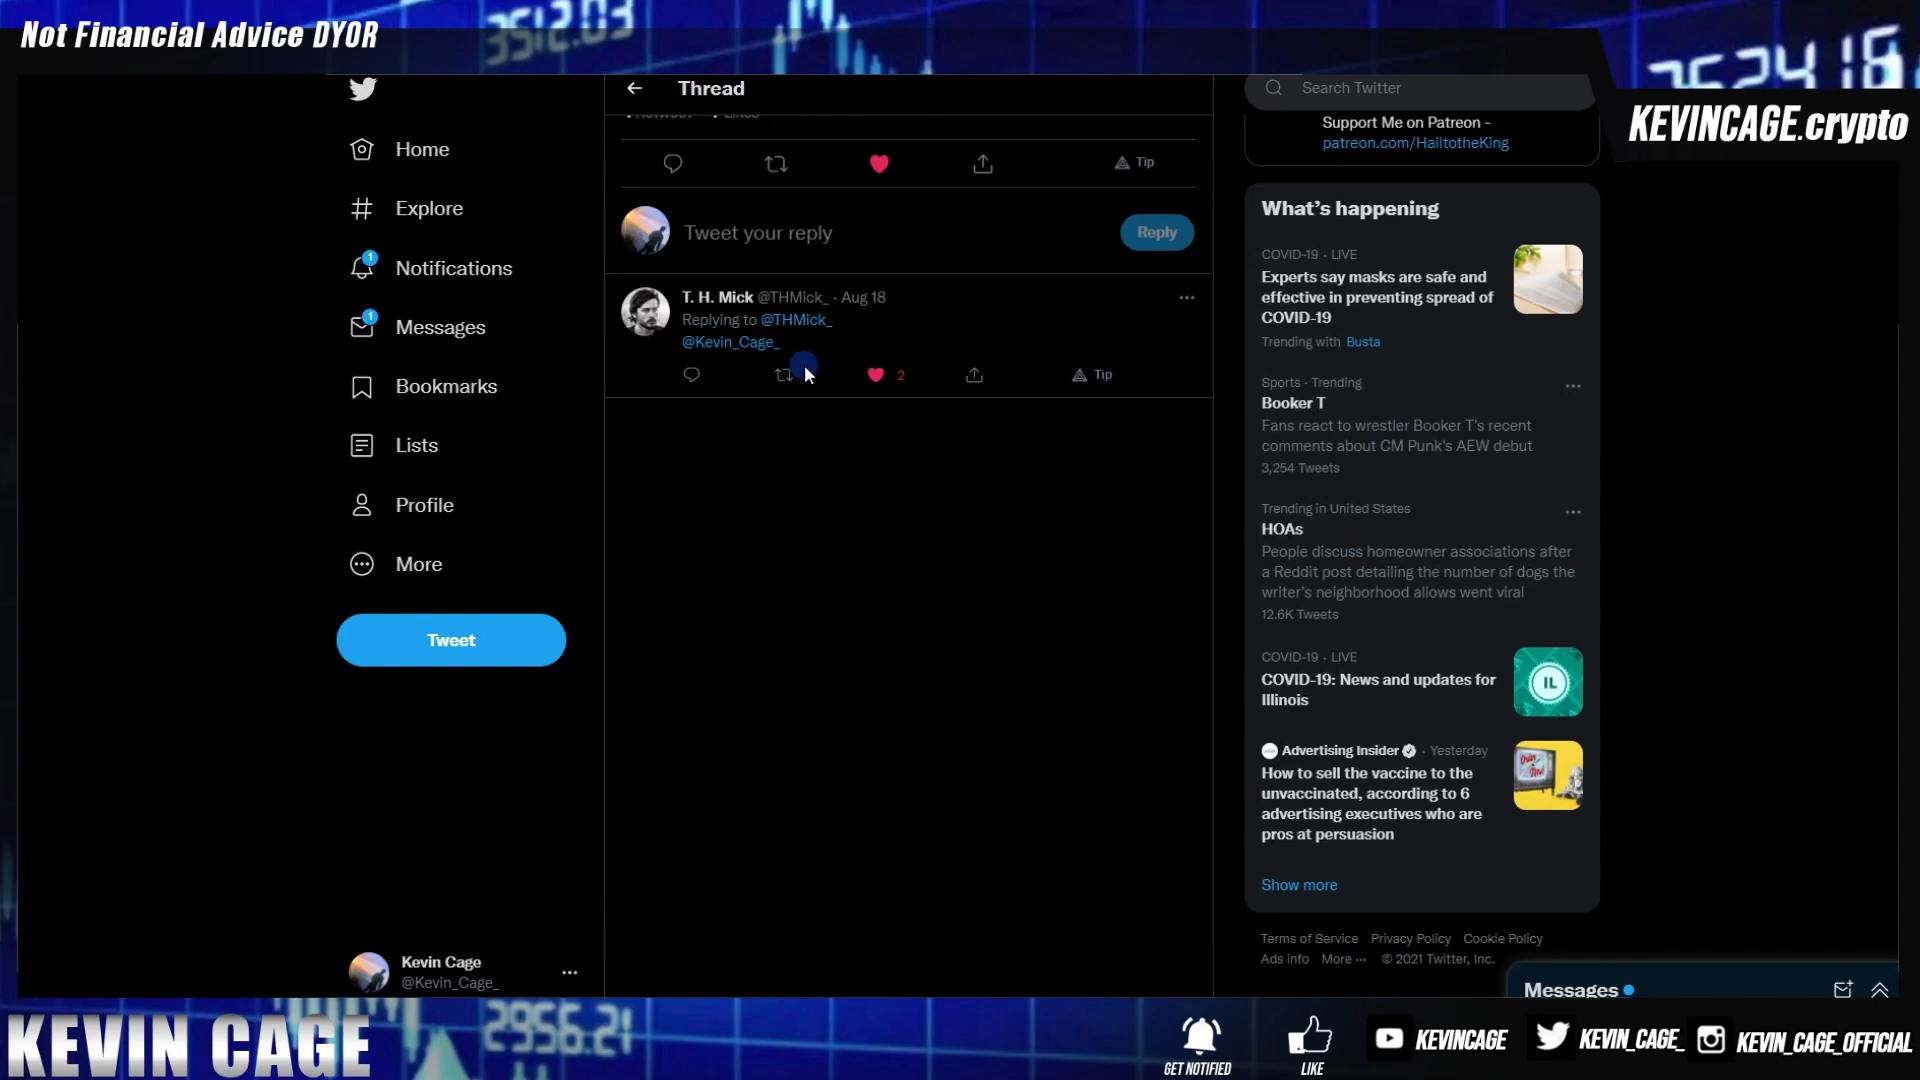 Not Financial Advice DYOR
3512.03
KEVINCAGE.crypto
Thread
Search Twitter
Support Me on Patreon -
patreon.com/HailtotheKing
Home
Explore
1
Notifications
1
Messages
Bookmarks
Lists
Profile
More
Tweet
Kevin Cage
@Kevin_Cage_
Tip
Tweet your reply
Reply
T. H. Mick @THMick_ · Aug 18
Replying to @THMick_
@Kevin_Cage_
2
Tip
What's happening
COVID-19 · LIVE
Experts say masks are safe and
effective in preventing spread of
COVID-19
Trending with Busta
Sports · Trending
Booker T
Fans react to wrestler Booker T's recent
comments about CM Punk's AEW debut
3,254 Tweets
Trending in United States
HOAs
People discuss homeowner associations after
a Reddit post detailing the number of dogs the
writer's neighborhood allows went viral
12.6K Tweets
COVID-19 · LIVE
COVID-19: News and updates for
Illinois
IL
Advertising Insider · Yesterday
How to sell the vaccine to the
unvaccinated, according to 6
advertising executives who are
pros at persuasion
Show more
Terms of Service Privacy Policy Cookie Policy
Ads info More ··· © 2021 Twitter, Inc.
Messages
KEVIN CAGE
2956.21
GET NOTIFIED
LIKE
KEVINCAGE
KEVIN_CAGE_
KEVIN_CAGE_OFFICIAL